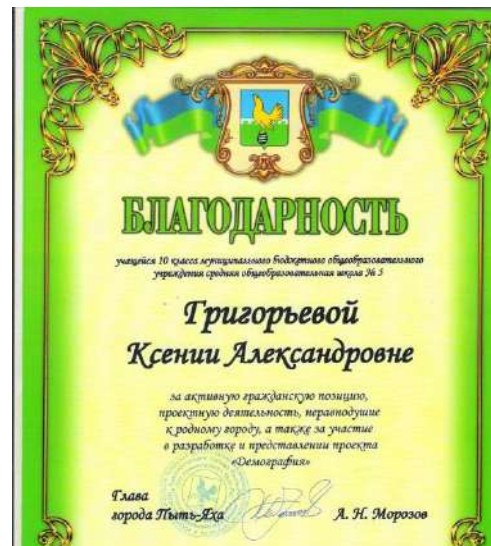 БЛАГОДАРНОСТЬ
учащейся 10 класса муниципального бюджетного общеобразовательного
учреждения средняя общеобразовательная школа № 5
Григорьевой
Ксении Александровне
за активную гражданскую позицию,
проектную деятельность, неравнодушие
к родному городу, а также за участие
в разработке и представлении проекта
«Демография»
Глава
города Пыть-Яха
А. Н. Морозов